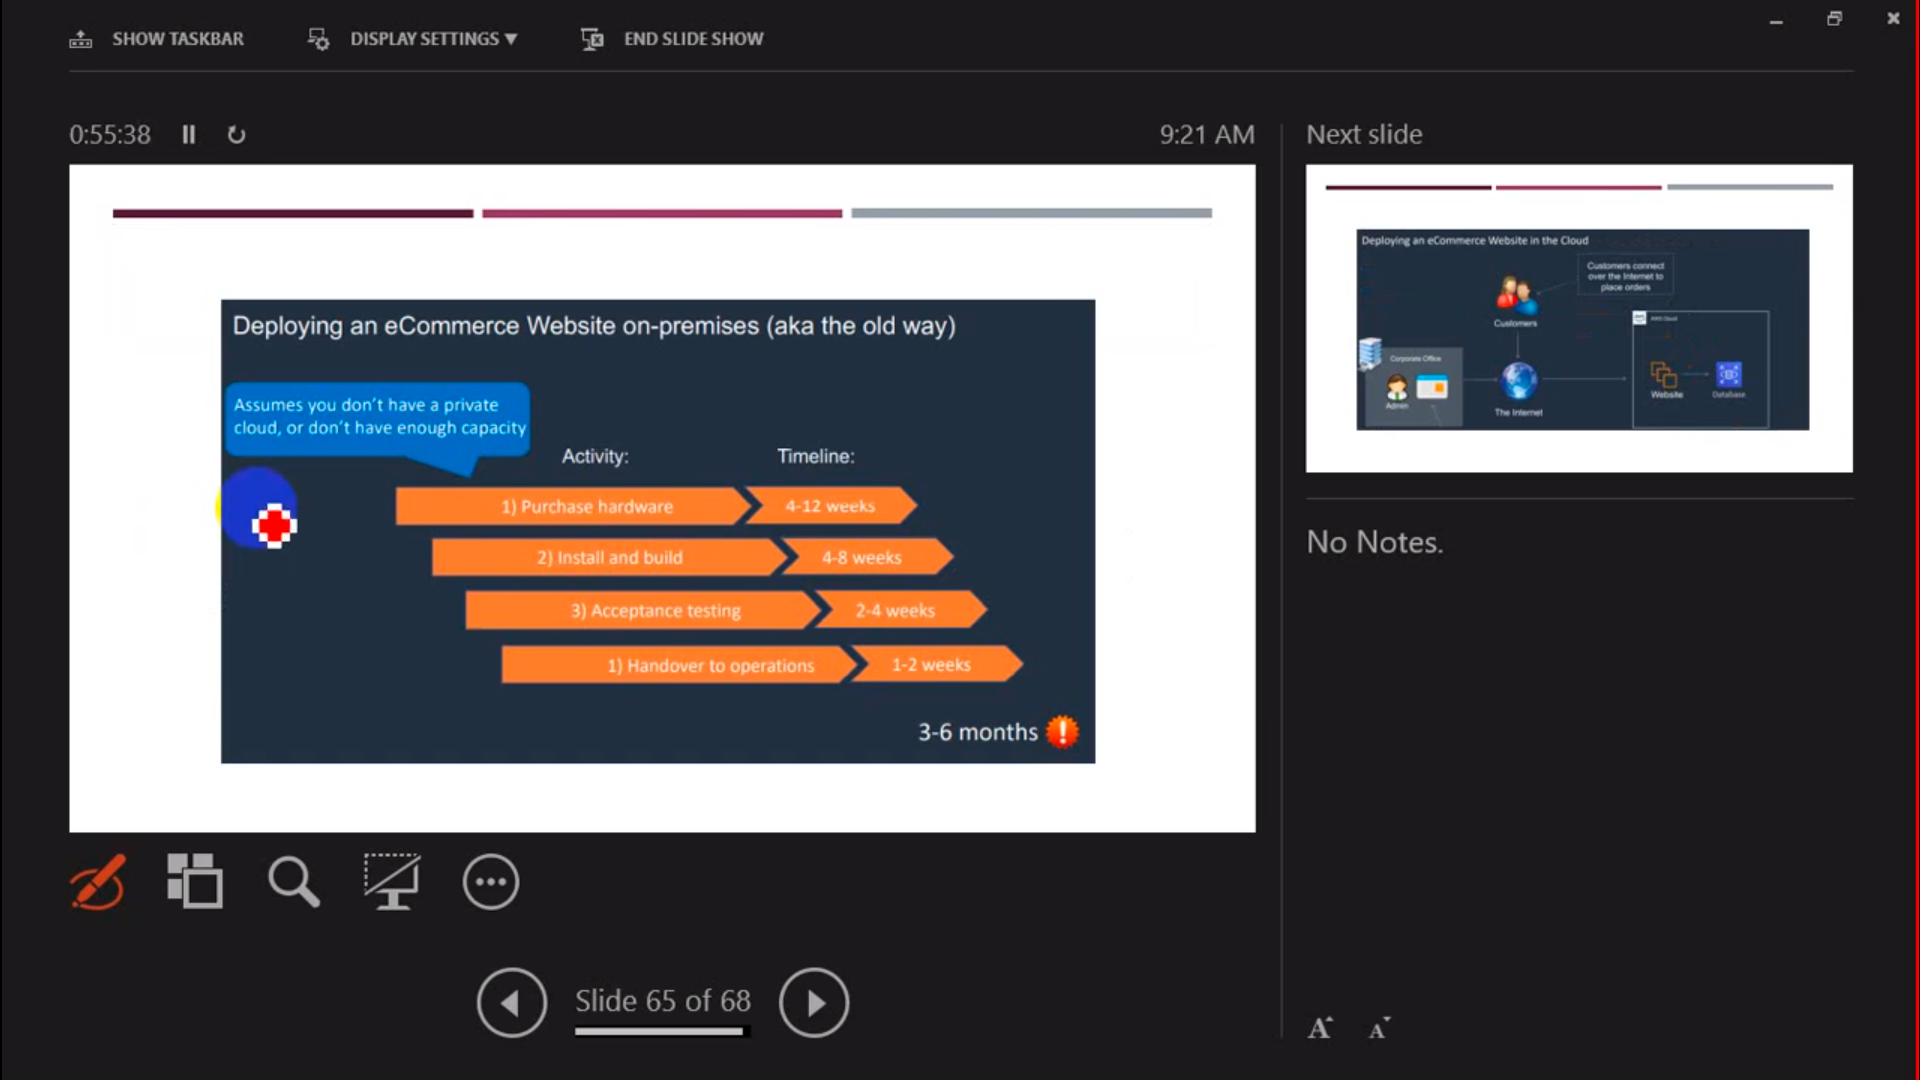 SHOW TASKBAR
DISPLAY SETTINGS
END SLIDE SHOW
0:55:38
9:21 AM
Deploying an eCommerce Website on-premises (aka the old way)
Assumes you don't have a private
cloud, or don't have enough capacity
Activity:
Timeline:
1) Purchase hardware
4-12 weeks
2) Install and build
4-8 weeks
3) Acceptance testing
2-4 weeks
1) Handover to operations
1-2 weeks
3-6 months
Slide 65 of 68
Next slide
Deploying an eCommerce Website in the Cloud
Customers connect
over the Internet to
place orders
Customers
AWS Cloud
Corporate Office
Admin
The Internet
Website
Database
No Notes.
A A